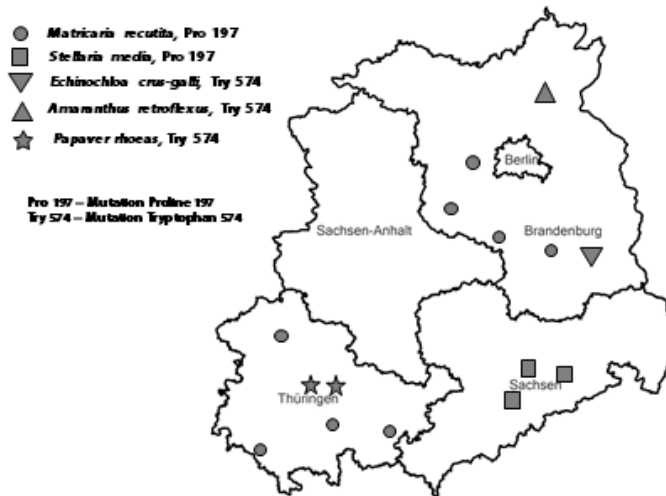 Matricaria recutita, Pro 197
Stellaria media, Pro 197
Echinochloa crus-galli, Try 574
Amaranthus retroflexus, Try 574
Papaver rhoeas, Try 574
Pro 197 – Mutation Proline 197
Try 574 – Mutation Tryptophan 574
Berlin
Sachsen-Anhalt
Brandenburg
Sachsen
Thüringen